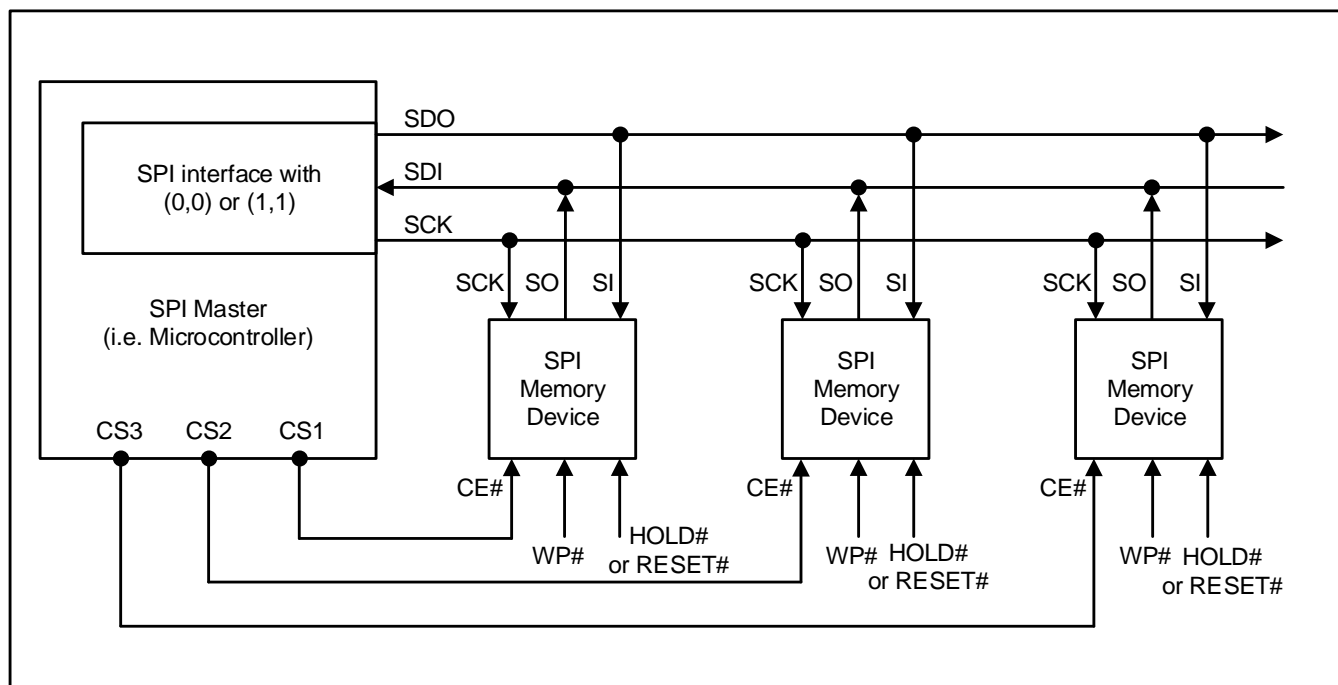 SDO
SPI interface with
(0,0) or (1,1)
SDI
SCK
SPI Master
(i.e. Microcontroller)
CS3 CS2 CS1
SCK SO SI
SPI
Memory
Device
CE#
WP#
HOLD#
or RESET#
SCK SO SI
SPI
Memory
Device
CE#
WP#
HOLD#
or RESET#
SCK SO SI
SPI
Memory
Device
CE#
WP#
HOLD#
or RESET#